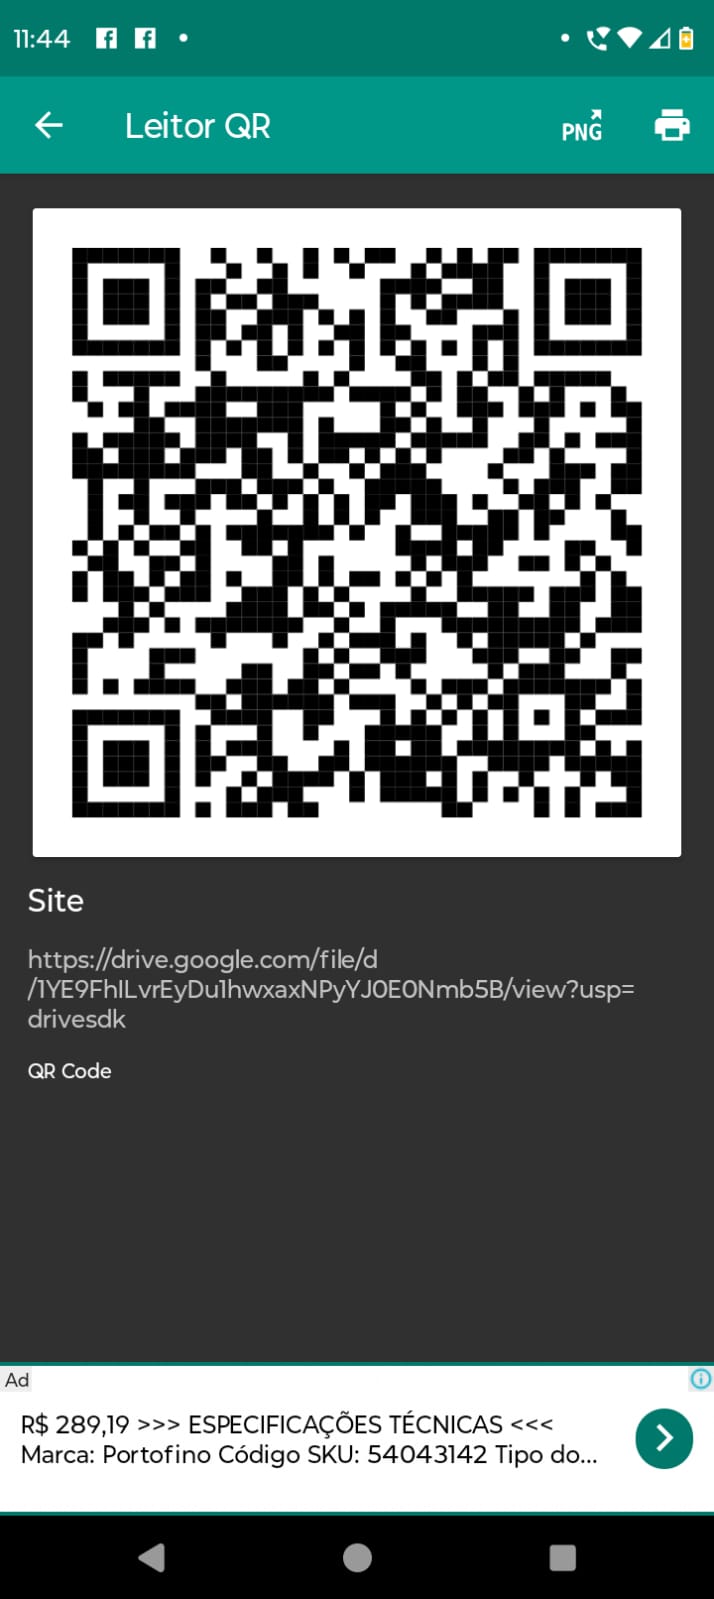 11:44
Leitor QR
PNG
Site
https://drive.google.com/file/d
/1YE9FhlLvrEyDu1hwxaxNPyYJ0E0Nmb5B/view?usp=
drivesdk
QR Code
Ad
R$ 289,19 >>> ESPECIFICAÇÕES TÉCNICAS <<<
Marca: Portofino Código SKU: 54043142 Tipo do...